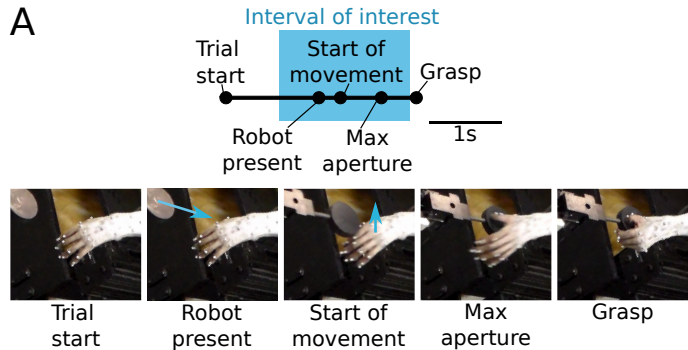 A
Interval of interest
Trial
start
Start of
movement
Grasp
Robot
present
Max
aperture
1s
Trial
start
Robot
present
Start of
movement
Max
aperture
Grasp